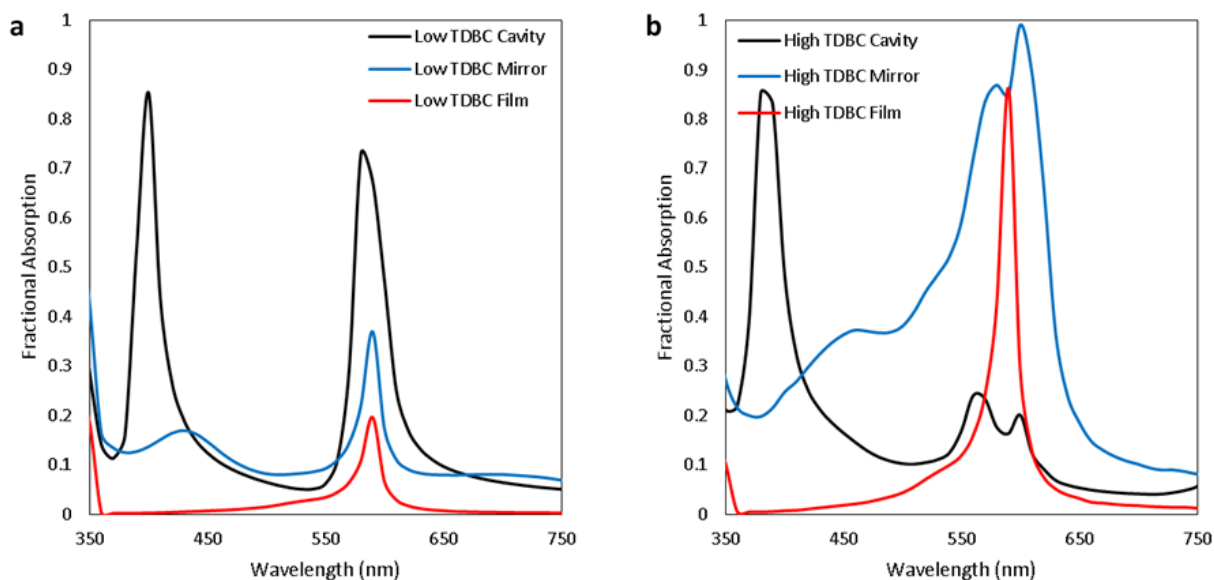 a
Low TDBC Cavity
Low TDBC Mirror
Low TDBC Film
1
0.9
0.8
0.7
0.6
0.5
0.4
0.3
0.2
0.1
0
Fractional Absorption
350
450
550
650
750
Wavelength (nm)
b
High TDBC Cavity
High TDBC Mirror
High TDBC Film
1
0.9
0.8
0.7
0.6
0.5
0.4
0.3
0.2
0.1
0
Fractional Absorption
350
450
550
650
750
Wavelength (nm)